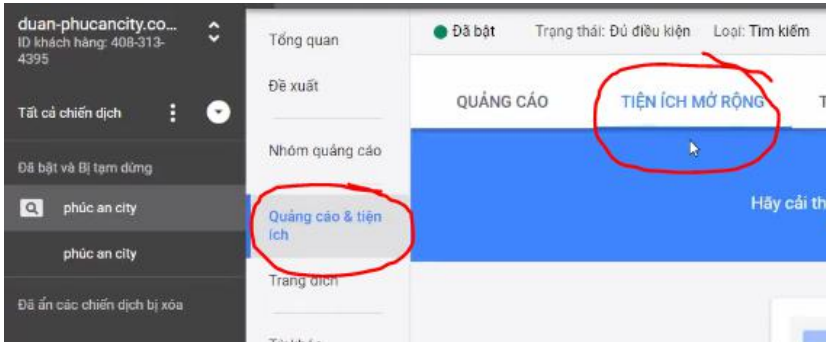 duan-phucancity.co...
ID khách hàng: 408-313-
4395
Tất cả chiến dịch
Đã bật và Bị tạm dừng
phúc an city
phúc an city
Đã ẩn các chiến dịch bị xóa
Tổng quan
Đề xuất
Nhóm quảng cáo
Quảng cáo & tiện
ích
Trang đích
Đã bật Trạng thái: Đủ điều kiện Loại: Tìm kiếm
QUẢNG CÁO TIỆN ÍCH MỞ RỘNG T
Hãy cải th